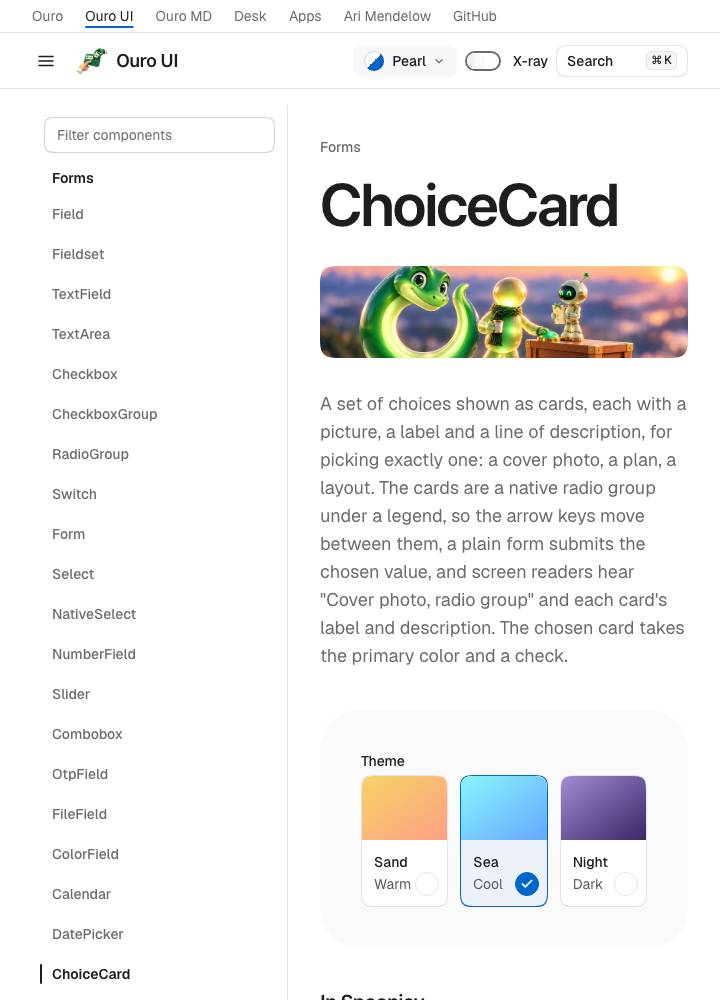 Ouro Ouro UI Ouro MD Desk Apps Ari Mendelow GitHub
Ouro UI Pearl X-ray Search ⌘ K
Filter components
Forms
Field
Fieldset
TextField
TextArea
Checkbox
CheckboxGroup
RadioGroup
Switch
Form
Select
NativeSelect
NumberField
Slider
Combobox
OtpField
FileField
ColorField
Calendar
DatePicker
ChoiceCard
Forms
ChoiceCard
A set of choices shown as cards, each with a
picture, a label and a line of description, for
picking exactly one: a cover photo, a plan, a
layout. The cards are a native radio group
under a legend, so the arrow keys move
between them, a plain form submits the
chosen value, and screen readers hear
"Cover photo, radio group" and each card's
label and description. The chosen card takes
the primary color and a check.
Theme
Sand Sea Night
Warm Cool Dark